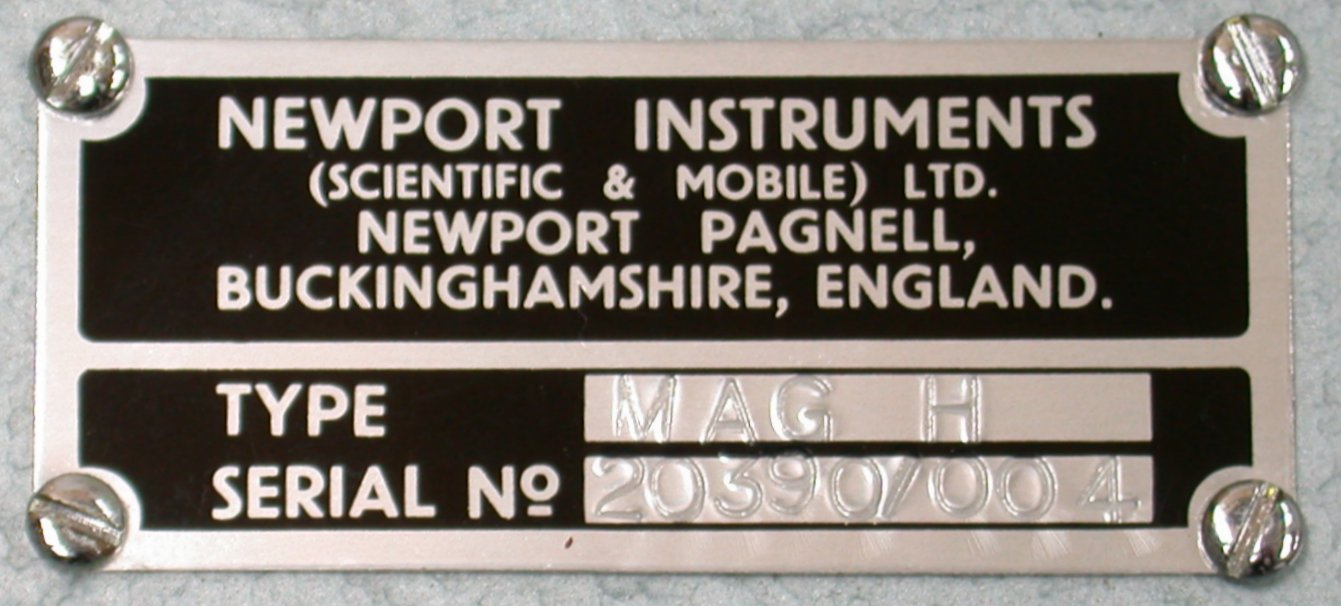 NEWPORT INSTRUMENTS
(SCIENTIFIC & MOBILE) LTD.
NEWPORT PAGNELL,
BUCKINGHAMSHIRE, ENGLAND.
TYPE MAG H
SERIAL Nº 20390/004